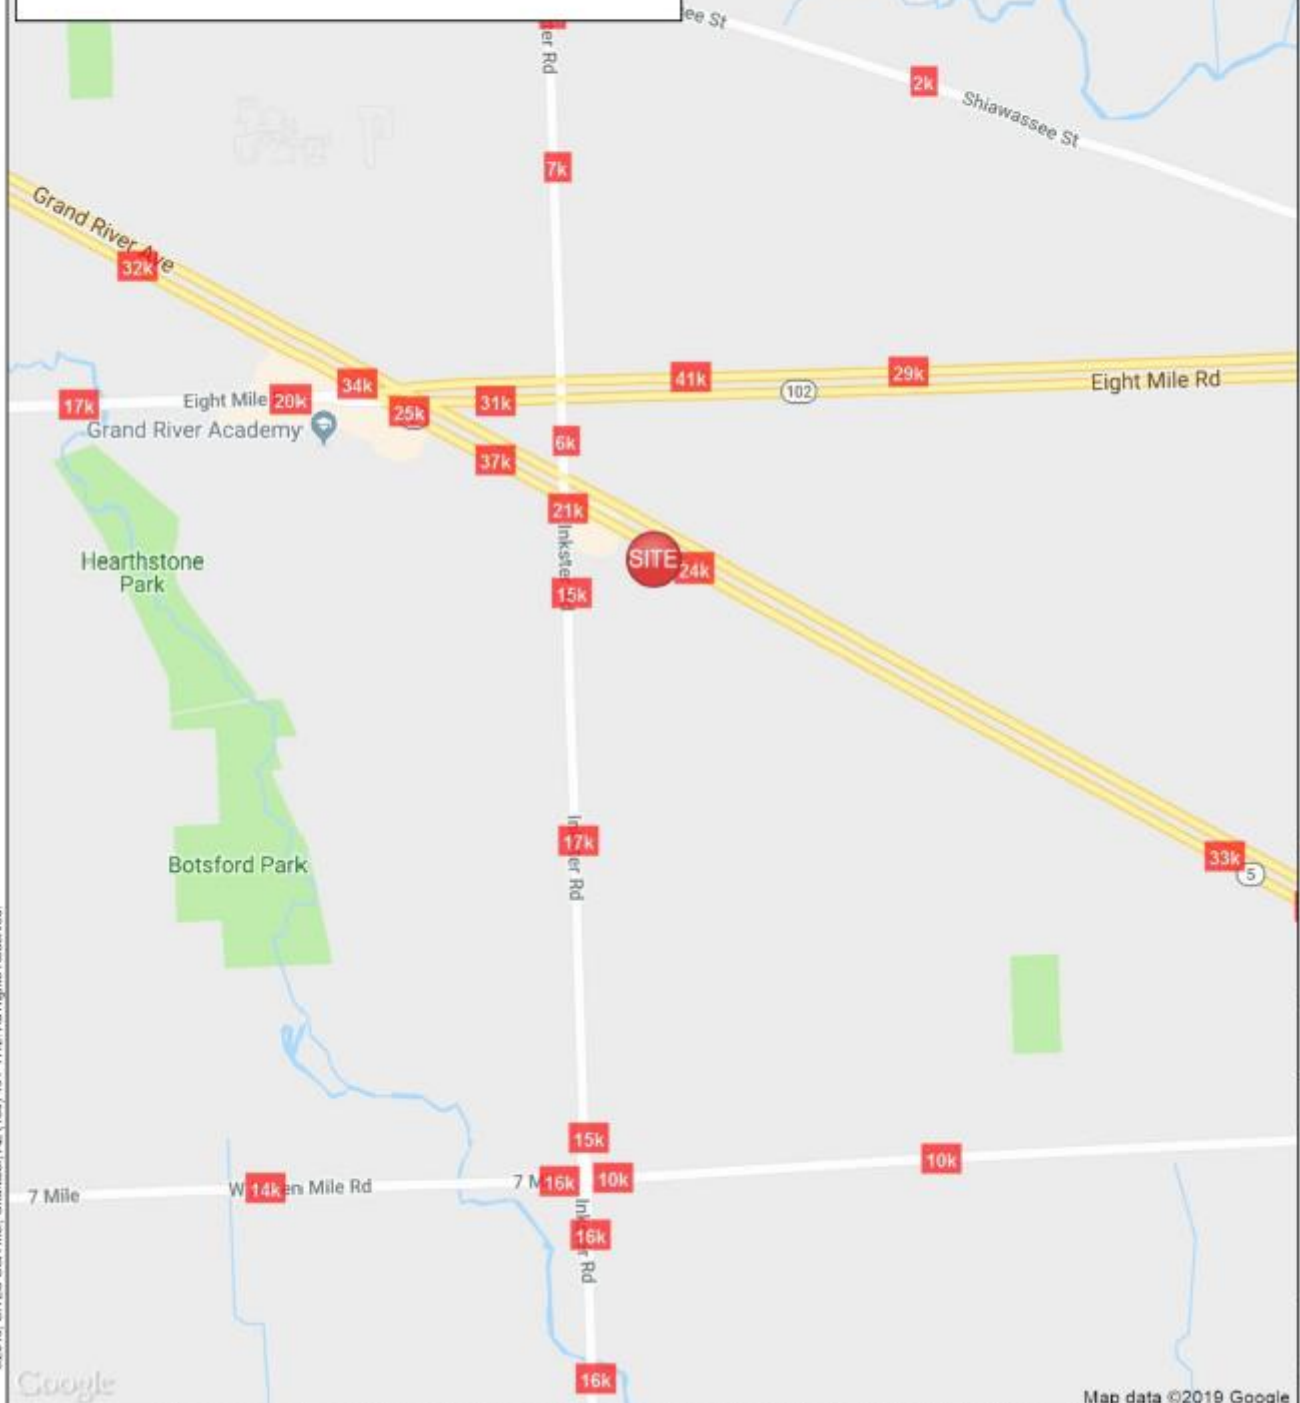 ee St
er Rd
2k
Shiawassee St
7k
Grand River Ave
32k
34k
41k
29k
102
Eight Mile Rd
17k
Eight Mile
20k
25k
31k
Grand River Academy
6k
37k
21k
Inkster
Hearthstone
Park
SITE
24k
15k
17k
Rd
33k
5
Botsford Park
15k
10k
7 Mile
14k
en Mile Rd
7 M
16k
10k
16k
Rd
16k
Google
Map data ©2019 Google